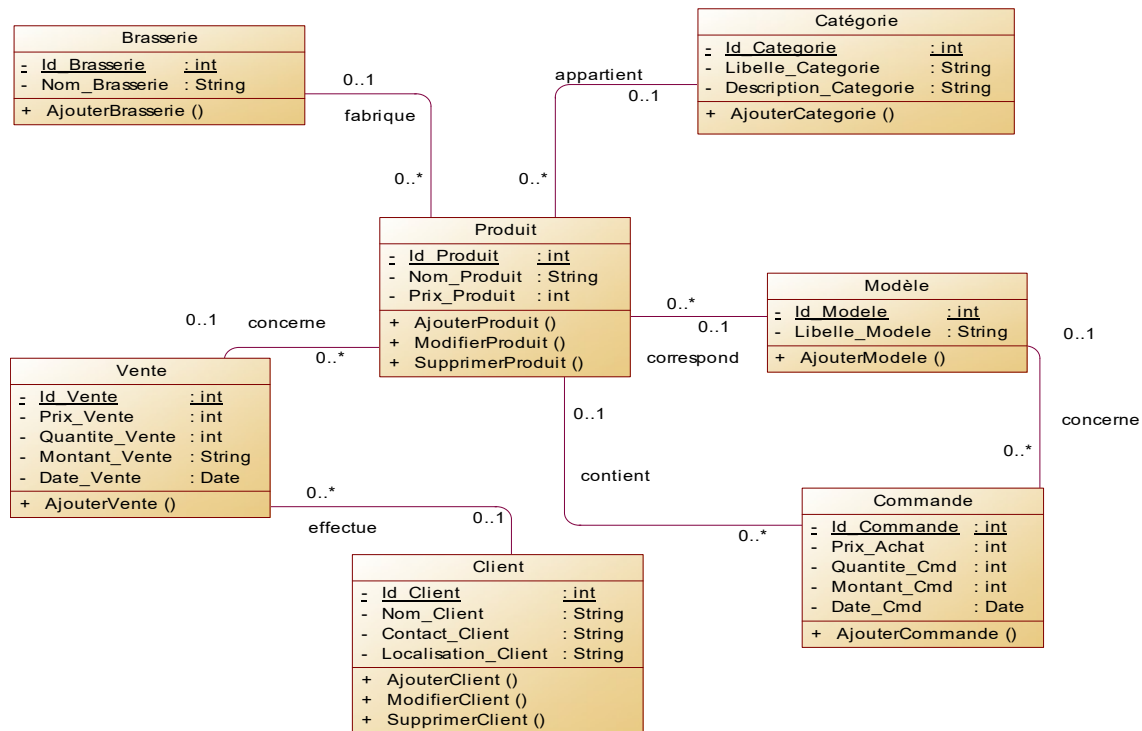 Brasserie
- Id_Brasserie : int
- Nom_Brasserie : String
+ AjouterBrasserie ()
Catégorie
- Id_Categorie : int
- Libelle_Categorie : String
- Description_Categorie : String
+ AjouterCategorie ()
0..1
fabrique
0..*
appartient
0..1
0..*
Produit
- Id_Produit : int
- Nom_Produit : String
- Prix_Produit : int
+ AjouterProduit ()
+ ModifierProduit ()
+ SupprimerProduit ()
0..*
0..1
correspond
Modèle
- Id_Modele : int
- Libelle_Modele : String
+ AjouterModele ()
0..1
concerne
0..*
0..1
concerne
0..*
Vente
- Id_Vente : int
- Prix_Vente : int
- Quantite_Vente : int
- Montant_Vente : String
- Date_Vente : Date
+ AjouterVente ()
0..1
contient
0..*
Commande
- Id_Commande : int
- Prix_Achat : int
- Quantite_Cmd : int
- Montant_Cmd : int
- Date_Cmd : Date
+ AjouterCommande ()
0..*
effectue
0..1
Client
- Id_Client : int
- Nom_Client : String
- Contact_Client : String
- Localisation_Client : String
+ AjouterClient ()
+ ModifierClient ()
+ SupprimerClient ()